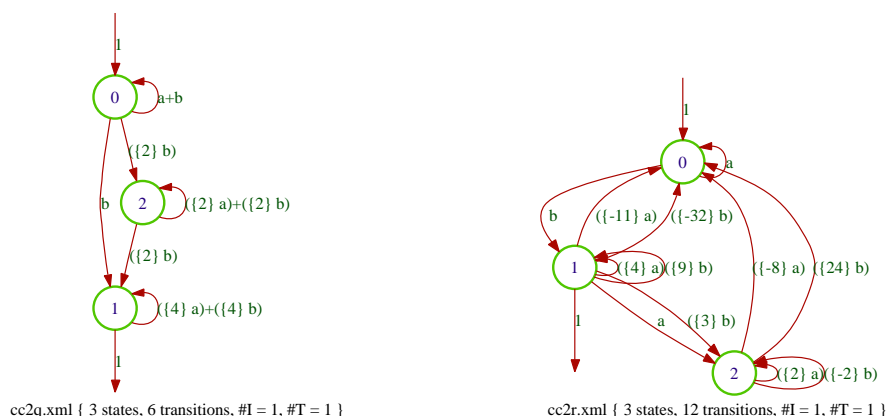 1
0
a+b
({2} b)
b
2
({2} a)+({2} b)
({2} b)
1
({4} a)+({4} b)
1
cc2q.xml { 3 states, 6 transitions, #I = 1, #T = 1 }
1
0
a
b
({-11} a)
({-32} b)
1
({4} a)
({9} b)
({-8} a)
({24} b)
1
a
({3} b)
2
({2} a)
({-2} b)
cc2r.xml { 3 states, 12 transitions, #I = 1, #T = 1 }